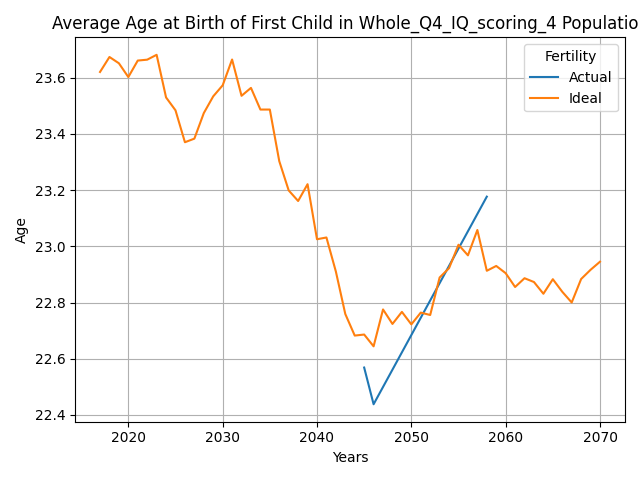 Average Age at Birth of First Child in Whole_Q4_IQ_scoring_4 Populatio
Fertility
Actual
Ideal
23.6
23.4
23.2
23.0
22.8
22.6
22.4
Age
2020 2030 2040 2050 2060 2070
Years